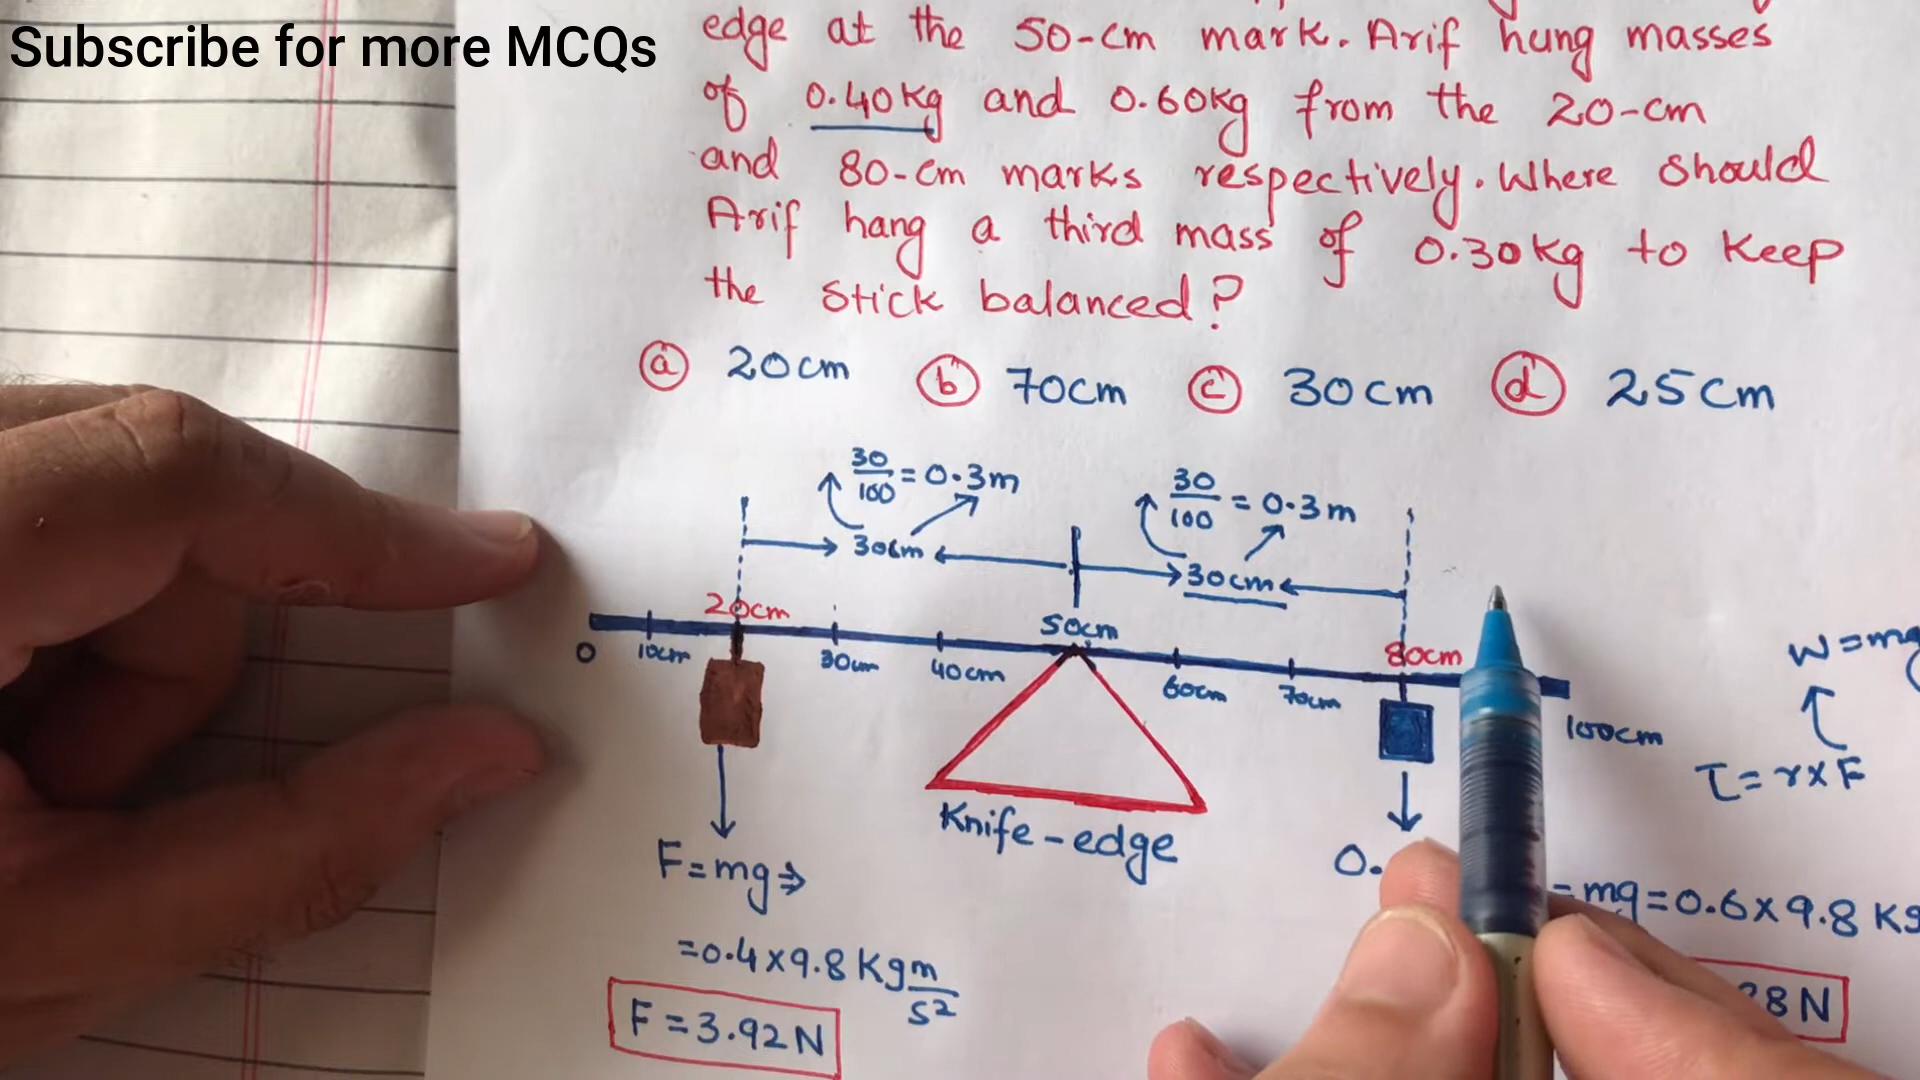 Subscribe for more MCQs
edge at the 50-cm mark. Arif hung masses
of 0.40kg and 0.60kg from the 20-cm
and 80-cm marks respectively. Where should
Arif hang a third mass of 0.30kg to keep
the stick balanced?
(a) 20cm (b) 70cm (c) 30cm (d) 25cm
30/100 = 0.3m 30/100 = 0.3m
30cm 30cm
20cm 50cm 80cm
0 10cm 30cm 40cm 60cm 70cm 100cm
W=mg
τ=r×F
Knife-edge
F=mg⇒ 0. =mg=0.6×9.8 Kg
=0.4×9.8 Kg m/s²
F=3.92N 28N